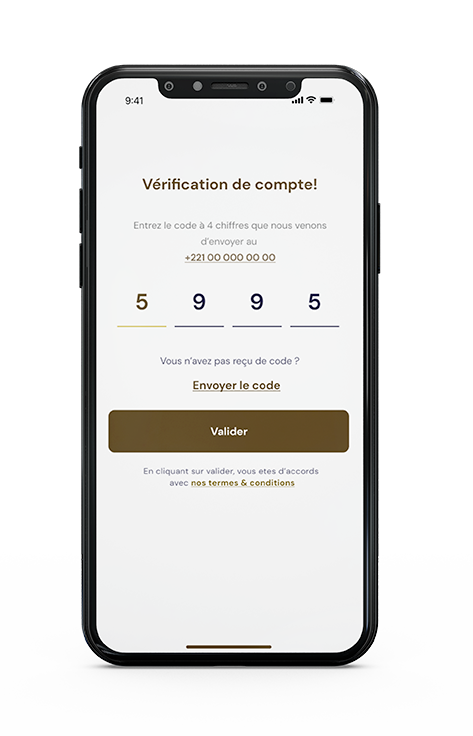 9:41
Vérification de compte!
Entrez le code à 4 chiffres que nous venons
d'envoyer au
+221 00 000 00 00
5 9 9 5
Vous n'avez pas reçu de code ?
Envoyer le code
Valider
En cliquant sur valider, vous etes d'accords
avec nos termes & conditions